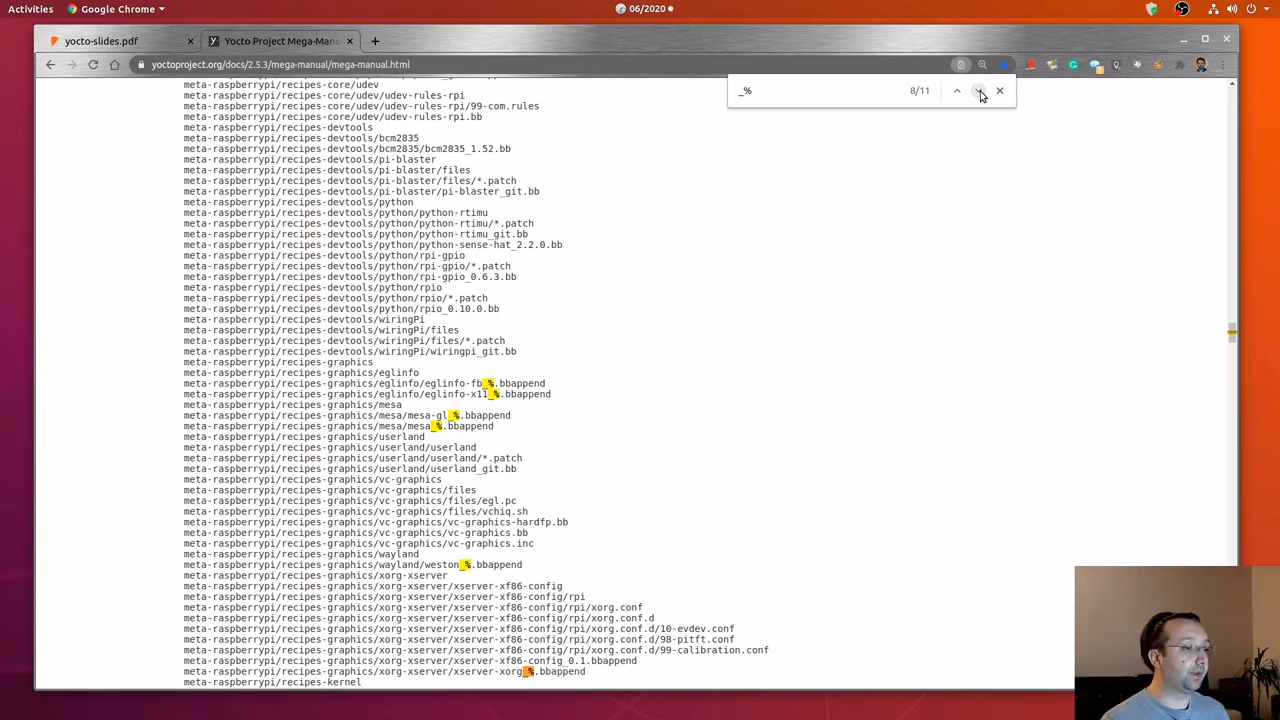 Activities Google Chrome 06/2020
yocto-slides.pdf × Yocto Project Mega-Man × +
yoctoproject.org/docs/2.5.3/mega-manual/mega-manual.html
_% 8/11
meta-raspberrypi/recipes-core/udev
meta-raspberrypi/recipes-core/udev/udev-rules-rpi
meta-raspberrypi/recipes-core/udev/udev-rules-rpi/99-com.rules
meta-raspberrypi/recipes-core/udev/udev-rules-rpi.bb
meta-raspberrypi/recipes-devtools
meta-raspberrypi/recipes-devtools/bcm2835
meta-raspberrypi/recipes-devtools/bcm2835/bcm2835_1.52.bb
meta-raspberrypi/recipes-devtools/pi-blaster
meta-raspberrypi/recipes-devtools/pi-blaster/files
meta-raspberrypi/recipes-devtools/pi-blaster/files/*.patch
meta-raspberrypi/recipes-devtools/pi-blaster/pi-blaster_git.bb
meta-raspberrypi/recipes-devtools/python
meta-raspberrypi/recipes-devtools/python/python-rtimu
meta-raspberrypi/recipes-devtools/python/python-rtimu/*.patch
meta-raspberrypi/recipes-devtools/python/python-rtimu_git.bb
meta-raspberrypi/recipes-devtools/python/python-sense-hat_2.2.0.bb
meta-raspberrypi/recipes-devtools/python/rpi-gpio
meta-raspberrypi/recipes-devtools/python/rpi-gpio/*.patch
meta-raspberrypi/recipes-devtools/python/rpi-gpio_0.6.3.bb
meta-raspberrypi/recipes-devtools/python/rpio
meta-raspberrypi/recipes-devtools/python/rpio/*.patch
meta-raspberrypi/recipes-devtools/python/rpio_0.10.0.bb
meta-raspberrypi/recipes-devtools/wiringPi
meta-raspberrypi/recipes-devtools/wiringPi/files
meta-raspberrypi/recipes-devtools/wiringPi/files/*.patch
meta-raspberrypi/recipes-devtools/wiringPi/wiringpi_git.bb
meta-raspberrypi/recipes-graphics
meta-raspberrypi/recipes-graphics/eglinfo
meta-raspberrypi/recipes-graphics/eglinfo/eglinfo-fb_%.bbappend
meta-raspberrypi/recipes-graphics/eglinfo/eglinfo-x11_%.bbappend
meta-raspberrypi/recipes-graphics/mesa
meta-raspberrypi/recipes-graphics/mesa/mesa-gl_%.bbappend
meta-raspberrypi/recipes-graphics/mesa/mesa_%.bbappend
meta-raspberrypi/recipes-graphics/userland
meta-raspberrypi/recipes-graphics/userland/userland
meta-raspberrypi/recipes-graphics/userland/userland/*.patch
meta-raspberrypi/recipes-graphics/userland/userland_git.bb
meta-raspberrypi/recipes-graphics/vc-graphics
meta-raspberrypi/recipes-graphics/vc-graphics/files
meta-raspberrypi/recipes-graphics/vc-graphics/files/egl.pc
meta-raspberrypi/recipes-graphics/vc-graphics/files/vchiq.sh
meta-raspberrypi/recipes-graphics/vc-graphics/vc-graphics-hardfp.bb
meta-raspberrypi/recipes-graphics/vc-graphics/vc-graphics.bb
meta-raspberrypi/recipes-graphics/vc-graphics/vc-graphics.inc
meta-raspberrypi/recipes-graphics/wayland
meta-raspberrypi/recipes-graphics/wayland/weston_%.bbappend
meta-raspberrypi/recipes-graphics/xorg-xserver
meta-raspberrypi/recipes-graphics/xorg-xserver/xserver-xf86-config
meta-raspberrypi/recipes-graphics/xorg-xserver/xserver-xf86-config/rpi
meta-raspberrypi/recipes-graphics/xorg-xserver/xserver-xf86-config/rpi/xorg.conf
meta-raspberrypi/recipes-graphics/xorg-xserver/xserver-xf86-config/rpi/xorg.conf.d
meta-raspberrypi/recipes-graphics/xorg-xserver/xserver-xf86-config/rpi/xorg.conf.d/10-evdev.conf
meta-raspberrypi/recipes-graphics/xorg-xserver/xserver-xf86-config/rpi/xorg.conf.d/98-pitft.conf
meta-raspberrypi/recipes-graphics/xorg-xserver/xserver-xf86-config/rpi/xorg.conf.d/99-calibration.conf
meta-raspberrypi/recipes-graphics/xorg-xserver/xserver-xf86-config_0.1.bbappend
meta-raspberrypi/recipes-graphics/xorg-xserver/xserver-xorg_%.bbappend
meta-raspberrypi/recipes-kernel